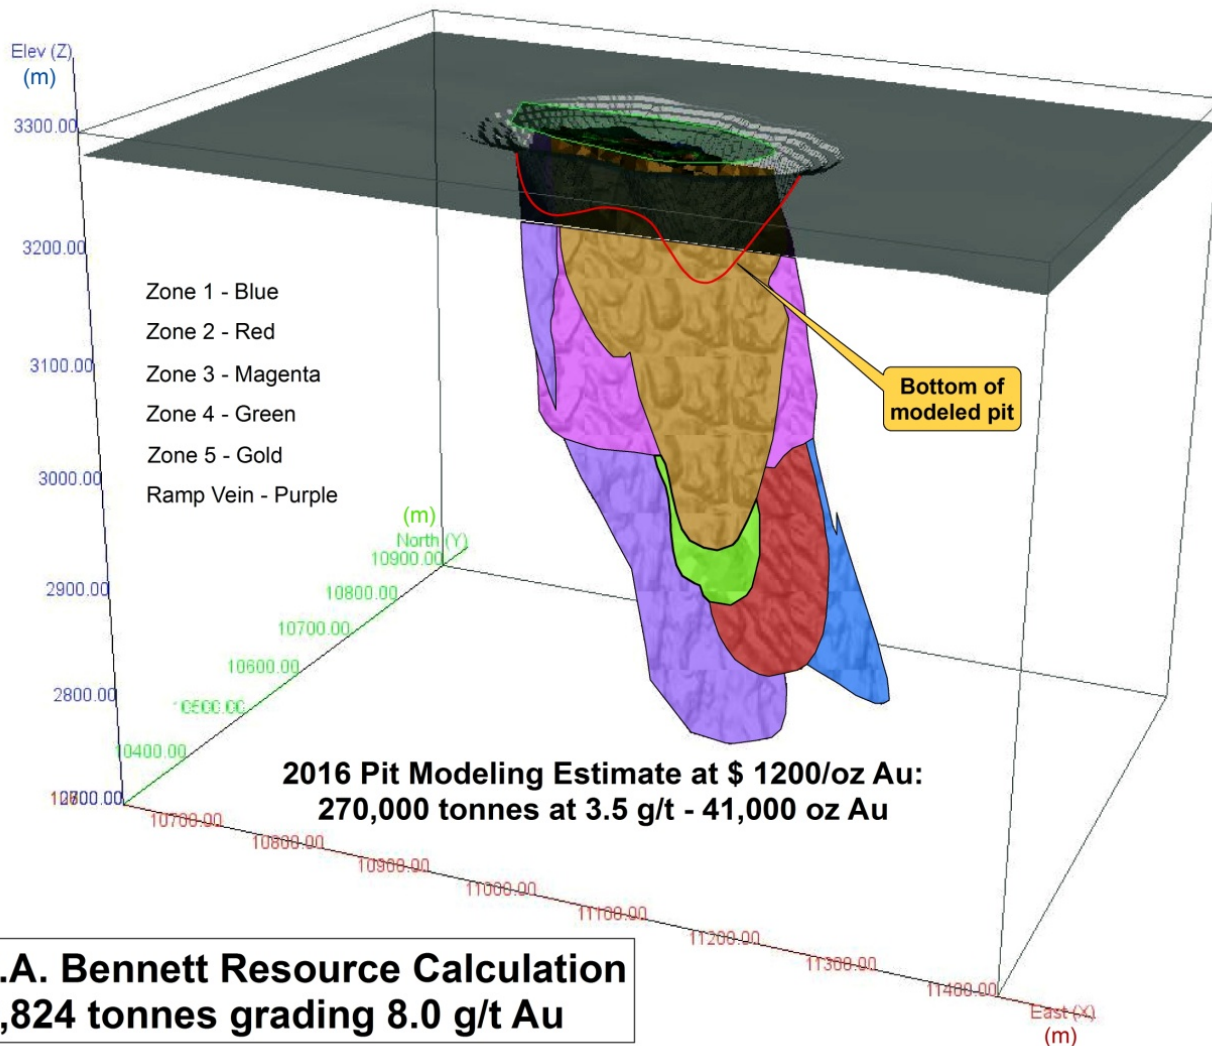 Elev (Z)
(m)
3300.00
3200.00
3100.00
3000.00
2900.00
2800.00
Zone 1 - Blue
Zone 2 - Red
Zone 3 - Magenta
Zone 4 - Green
Zone 5 - Gold
Ramp Vein - Purple
Bottom of
modeled pit
(m)
North (Y)
10900.00
10800.00
10700.00
10600.00
10500.00
10400.00
2016 Pit Modeling Estimate at $ 1200/oz Au:
270,000 tonnes at 3.5 g/t - 41,000 oz Au
10700.00
10800.00
10900.00
11000.00
11100.00
11200.00
11300.00
11400.00
East (X)
(m)
.A. Bennett Resource Calculation
,824 tonnes grading 8.0 g/t Au